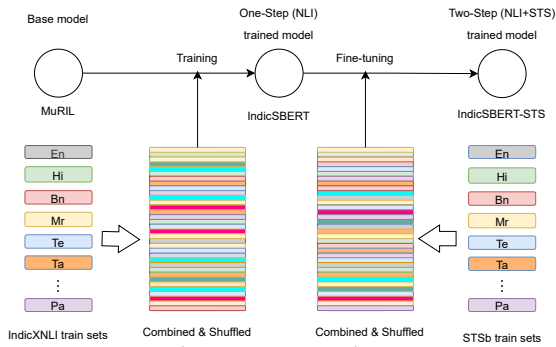 Base model
One-Step (NLI)
trained model
Two-Step (NLI+STS)
trained model
Training
Fine-tuning
MuRIL
IndicSBERT
IndicSBERT-STS
En
Hi
Bn
Mr
Te
Ta
Pa
En
Hi
Bn
Mr
Te
Ta
Pa
IndicXNLI train sets
Combined & Shuffled
Combined & Shuffled
STSb train sets